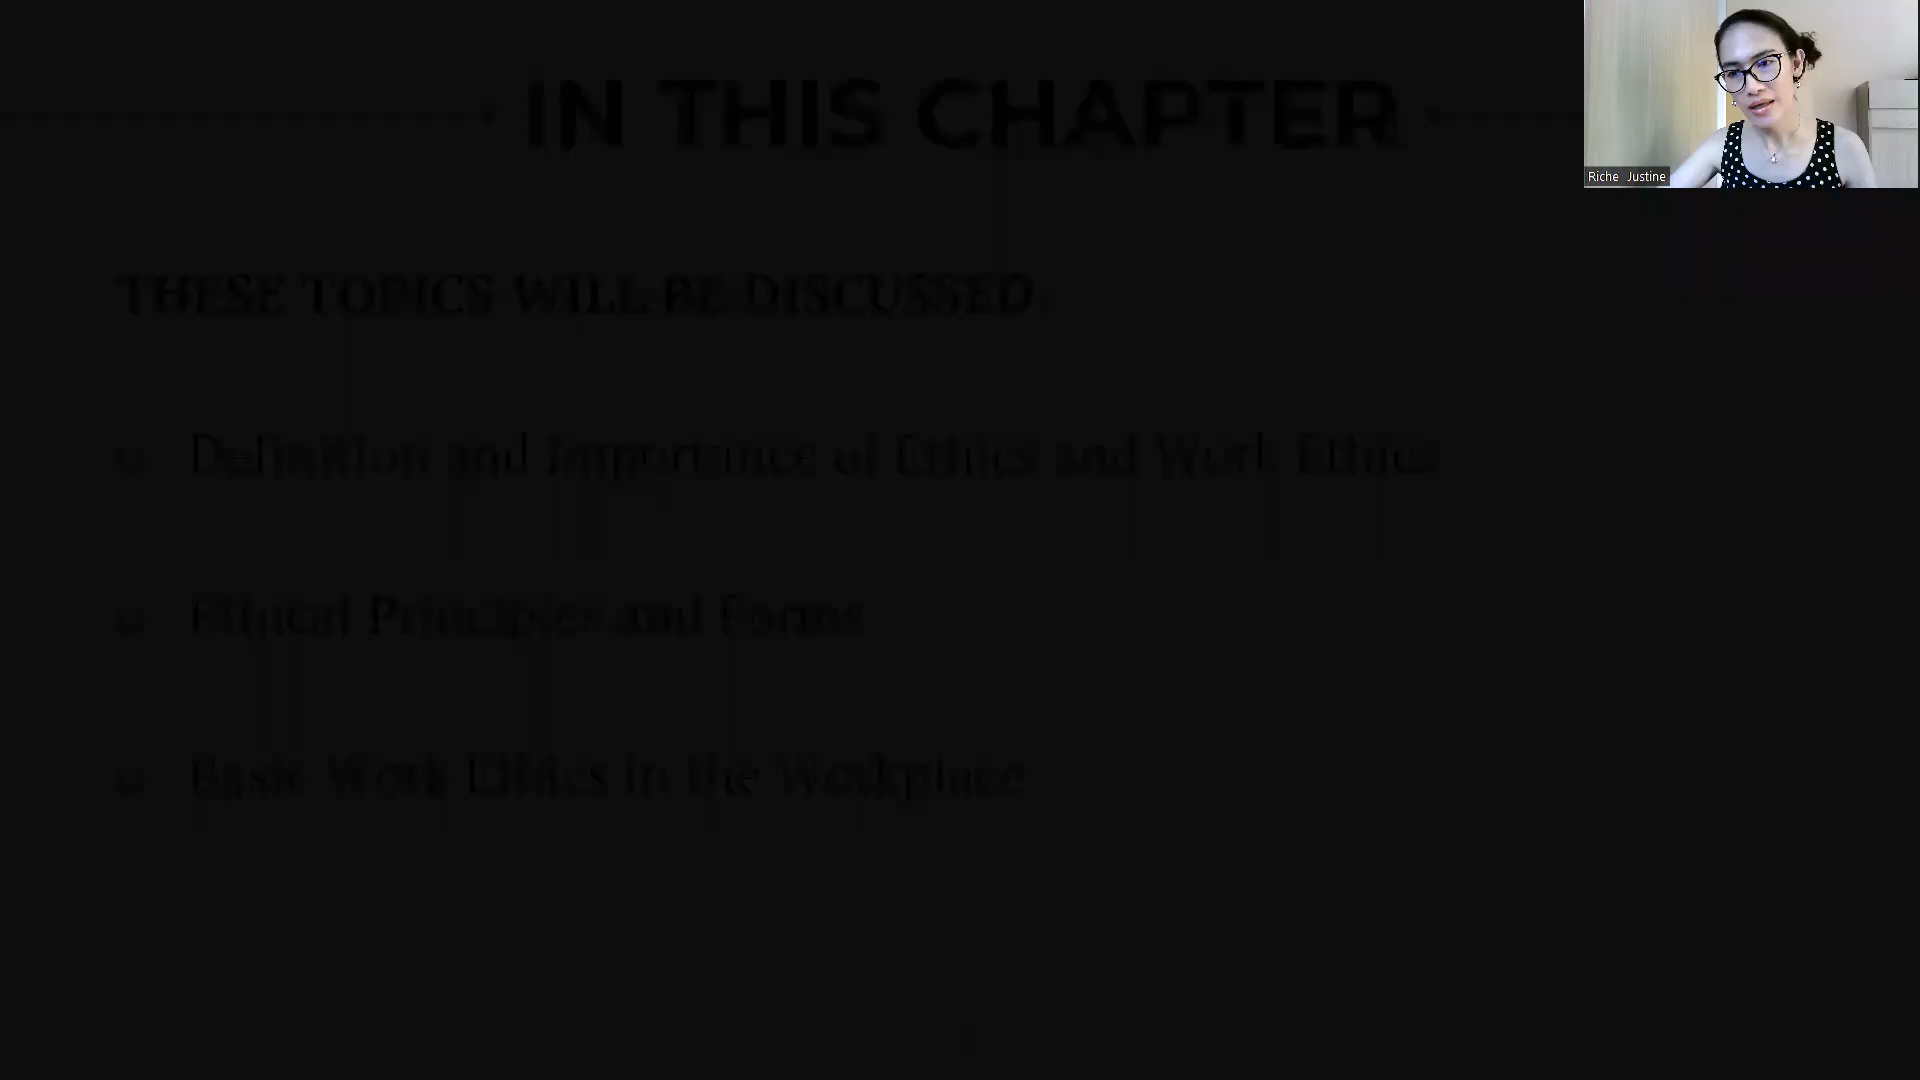 IN THIS CHAPTER
Riche Justine
THESE TOPICS WILL BE DISCUSSED:
Definition and Importance of Ethics and Work Ethics
Ethical Principles and Forms
Basic Work Ethics in the Workplace